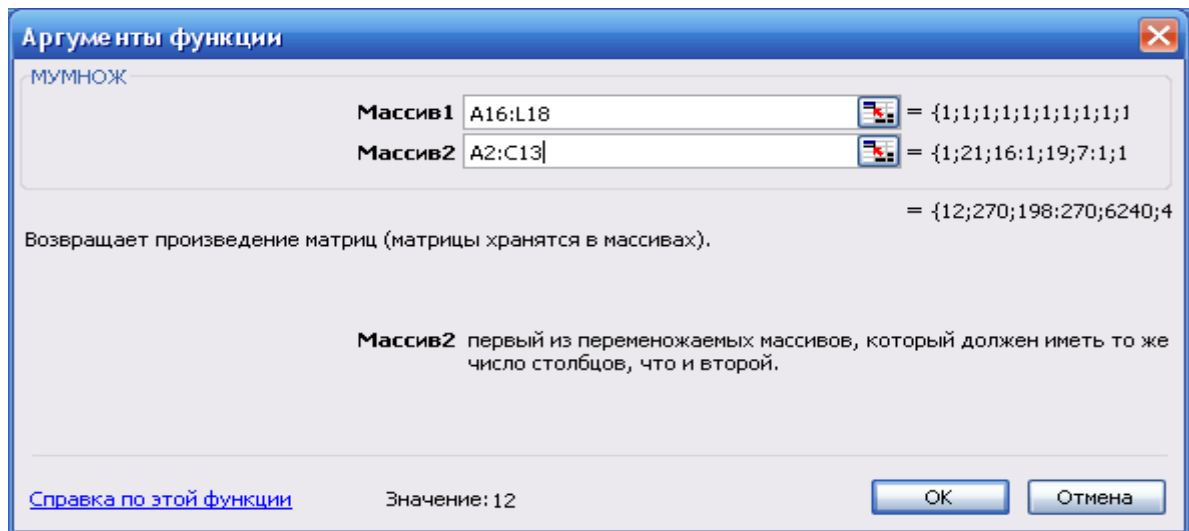 Аргументы функции
МУМНОЖ
Массив1 A16:L18 = {1;1;1;1;1;1;1;1;1;1
Массив2 A2:C13 = {1;21;16:1;19;7:1;1
= {12;270;198:270;6240;4
Возвращает произведение матриц (матрицы хранятся в массивах).
Массив2 первый из переменожаемых массивов, который должен иметь то же
число столбцов, что и второй.
Справка по этой функции Значение: 12 ОК Отмена